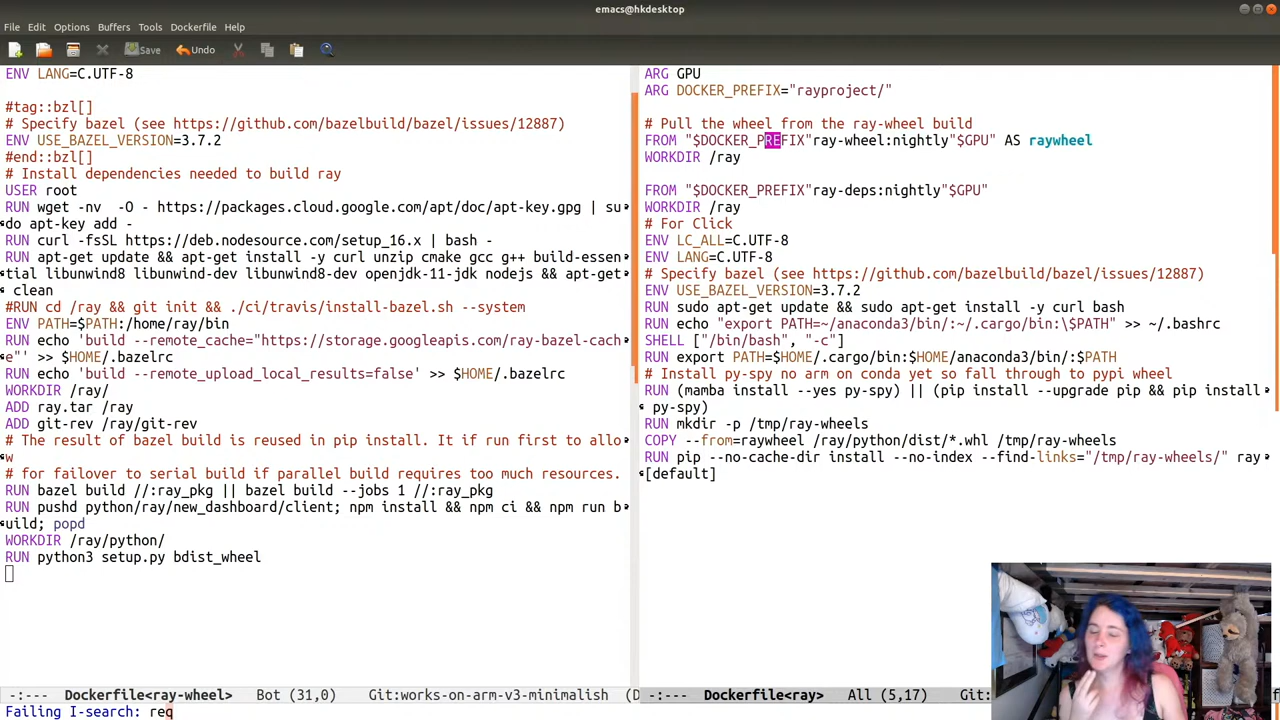 emacs@hkdesktop
File Edit Options Buffers Tools Dockerfile Help
Save Undo
ENV LANG=C.UTF-8
#tag::bzl[]
# Specify bazel (see https://github.com/bazelbuild/bazel/issues/12887)
ENV USE_BAZEL_VERSION=3.7.2
#end::bzl[]
# Install dependencies needed to build ray
USER root
RUN wget -nv  -O - https://packages.cloud.google.com/apt/doc/apt-key.gpg | su
do apt-key add -
RUN curl -fsSL https://deb.nodesource.com/setup_16.x | bash -
RUN apt-get update && apt-get install -y curl unzip cmake gcc g++ build-essen
tial libunwind8 libunwind-dev libunwind8-dev openjdk-11-jdk nodejs && apt-get
clean
#RUN cd /ray && git init && ./ci/travis/install-bazel.sh --system
ENV PATH=$PATH:/home/ray/bin
RUN echo 'build --remote_cache="https://storage.googleapis.com/ray-bazel-cach
e"' >> $HOME/.bazelrc
RUN echo 'build --remote_upload_local_results=false' >> $HOME/.bazelrc
WORKDIR /ray/
ADD ray.tar /ray
ADD git-rev /ray/git-rev
# The result of bazel build is reused in pip install. It if run first to allo
w
# for failover to serial build if parallel build requires too much resources.
RUN bazel build //:ray_pkg || bazel build --jobs 1 //:ray_pkg
RUN pushd python/ray/new_dashboard/client; npm install && npm ci && npm run b
uild; popd
WORKDIR /ray/python/
RUN python3 setup.py bdist_wheel
-:--- Dockerfile<ray-wheel> Bot (31,0) Git:works-on-arm-v3-minimalish (D
ARG GPU
ARG DOCKER_PREFIX="rayproject/"
# Pull the wheel from the ray-wheel build
FROM "$DOCKER_PREFIX"ray-wheel:nightly"$GPU" AS raywheel
WORKDIR /ray
FROM "$DOCKER_PREFIX"ray-deps:nightly"$GPU"
WORKDIR /ray
# For Click
ENV LC_ALL=C.UTF-8
ENV LANG=C.UTF-8
# Specify bazel (see https://github.com/bazelbuild/bazel/issues/12887)
ENV USE_BAZEL_VERSION=3.7.2
RUN sudo apt-get update && sudo apt-get install -y curl bash
RUN echo "export PATH=~/anaconda3/bin/:~/.cargo/bin:\$PATH" >> ~/.bashrc
SHELL ["/bin/bash", "-c"]
RUN export PATH=$HOME/.cargo/bin:$HOME/anaconda3/bin/:$PATH
# Install py-spy no arm on conda yet so fall through to pypi wheel
RUN (mamba install --yes py-spy) || (pip install --upgrade pip && pip install
py-spy)
RUN mkdir -p /tmp/ray-wheels
COPY --from=raywheel /ray/python/dist/*.whl /tmp/ray-wheels
RUN pip --no-cache-dir install --no-index --find-links="/tmp/ray-wheels/" ray
[default]
-:--- Dockerfile<ray> All (5,17) Git:
Failing I-search: req